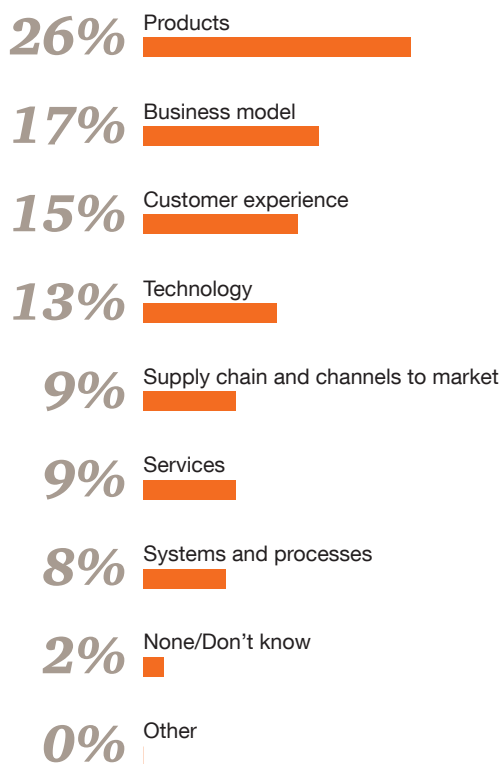 26% Products
17% Business model
15% Customer experience
13% Technology
9% Supply chain and channels to market
9% Services
8% Systems and processes
2% None/Don’t know
0% Other